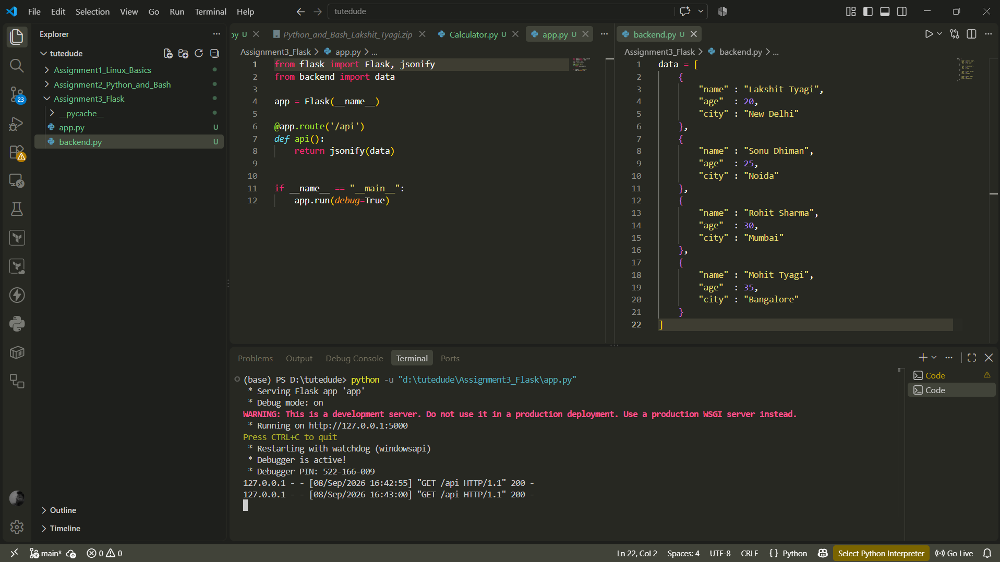 File Edit Selection View Go Run Terminal Help
tutedude
Explorer
tutedude
Assignment1_Linux_Basics
Assignment2_Python_and_Bash
Assignment3_Flask
__pycache__
app.py U
backend.py U
23
Outline
Timeline
py U
Python_and_Bash_Lakshit_Tyagi.zip
Calculator.py U
app.py U
Assignment3_Flask > app.py > ...
1 from flask import Flask, jsonify
2 from backend import data
3
4 app = Flask(__name__)
5
6 @app.route('/api')
7 def api():
8 return jsonify(data)
9
10
11 if __name__ == "__main__":
12 app.run(debug=True)
backend.py U
Assignment3_Flask > backend.py > ...
1 data = [
2 {
3 "name" : "Lakshit Tyagi",
4 "age" : 20,
5 "city" : "New Delhi"
6 },
7 {
8 "name" : "Sonu Dhiman",
9 "age" : 25,
10 "city" : "Noida"
11 },
12 {
13 "name" : "Rohit Sharma",
14 "age" : 30,
15 "city" : "Mumbai"
16 },
17 {
18 "name" : "Mohit Tyagi",
19 "age" : 35,
20 "city" : "Bangalore"
21 }
22 ]
Problems Output Debug Console Terminal Ports
(base) PS D:\tutedude> python -u "d:\tutedude\Assignment3_Flask\app.py"
* Serving Flask app 'app'
* Debug mode: on
WARNING: This is a development server. Do not use it in a production deployment. Use a production WSGI server instead.
* Running on http://127.0.0.1:5000
Press CTRL+C to quit
* Restarting with watchdog (windowsapi)
* Debugger is active!
* Debugger PIN: 522-166-009
127.0.0.1 - - [08/Sep/2026 16:42:55] "GET /api HTTP/1.1" 200 -
127.0.0.1 - - [08/Sep/2026 16:43:00] "GET /api HTTP/1.1" 200 -
Code
Code
main* 0 0 Ln 22, Col 2 Spaces: 4 UTF-8 CRLF { } Python Select Python Interpreter Go Live